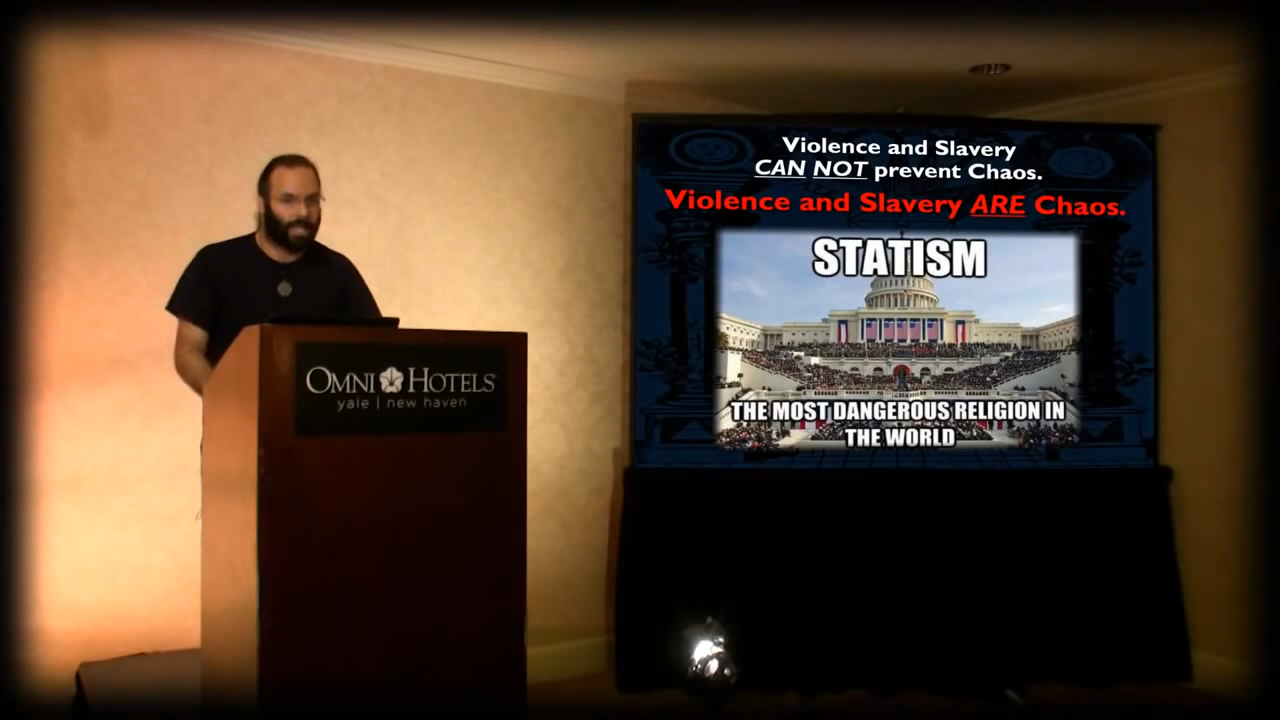 OMNI HOTELS
yale | new haven
Violence and Slavery
CAN NOT prevent Chaos.
Violence and Slavery ARE Chaos.
STATISM
THE MOST DANGEROUS RELIGION IN
THE WORLD